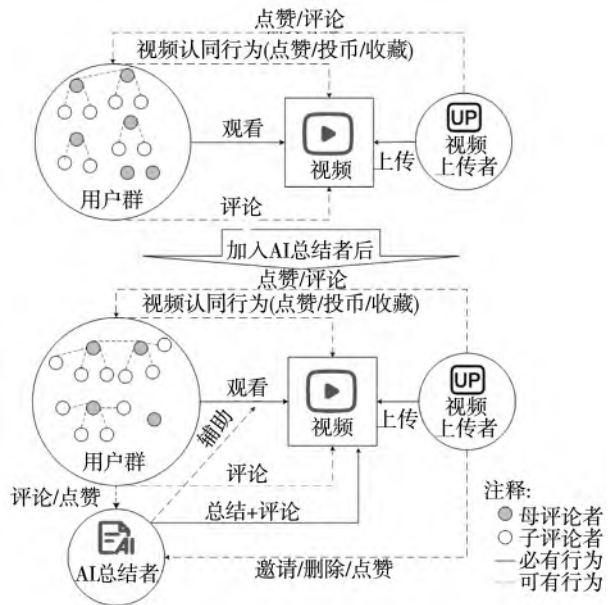 点赞/评论
视频认同行为(点赞/投币/收藏)
UP
观看
视频
上传
视频
上传者
用户群
评论
加入AI总结者后
点赞/评论
视频认同行为(点赞/投币/收藏)
UP
观看
视频
上传
视频
上传者
辅助
用户群
评论
评论/点赞
总结+评论
AI
AI总结者
邀请/删除/点赞
注释:
母评论者
子评论者
必有行为
可有行为